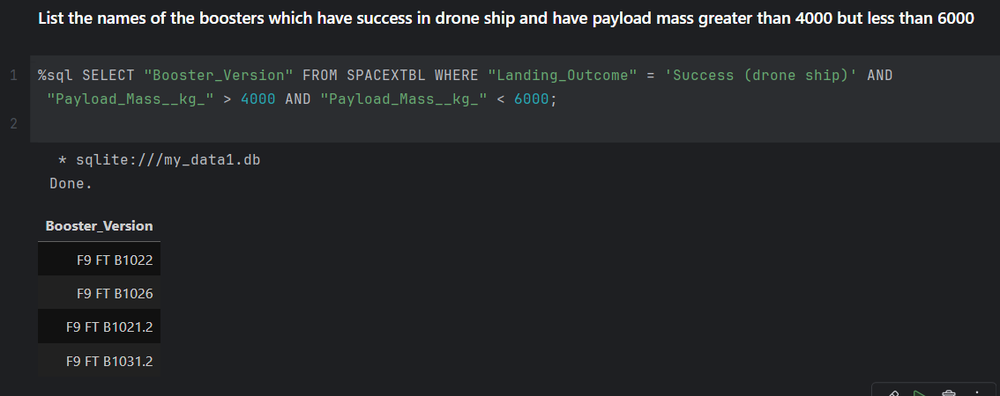 List the names of the boosters which have success in drone ship and have payload mass greater than 4000 but less than 6000
1 %sql SELECT "Booster_Version" FROM SPACEXTBL WHERE "Landing_Outcome" = 'Success (drone ship)' AND
"Payload_Mass__kg_" > 4000 AND "Payload_Mass__kg_" < 6000;
2
* sqlite:///my_data1.db
Done.
Booster_Version
F9 FT B1022
F9 FT B1026
F9 FT B1021.2
F9 FT B1031.2